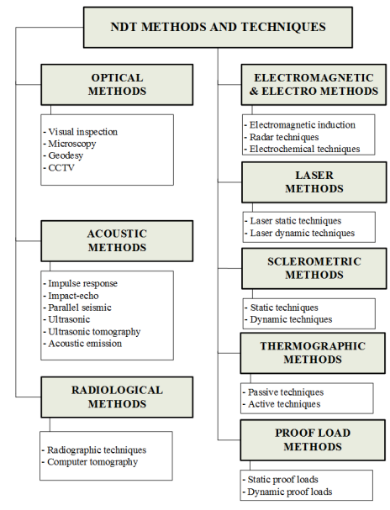 NDT METHODS AND TECHNIQUES
OPTICAL
METHODS
- Visual inspection
- Microscopy
- Geodesy
- CCTV
ACOUSTIC
METHODS
- Impulse response
- Impact-echo
- Parallel seismic
- Ultrasonic
- Ultrasonic tomography
- Acoustic emission
RADIOLOGICAL
METHODS
- Radiographic techniques
- Computer tomography
ELECTROMAGNETIC
& ELECTRO METHODS
- Electromagnetic induction
- Radar techniques
- Electrochemical techniques
LASER
METHODS
- Laser static techniques
- Laser dynamic techniques
SCLEROMETRIC
METHODS
- Static techniques
- Dynamic techniques
THERMOGRAPHIC
METHODS
- Passive techniques
- Active techniques
PROOF LOAD
METHODS
- Static proof loads
- Dynamic proof loads